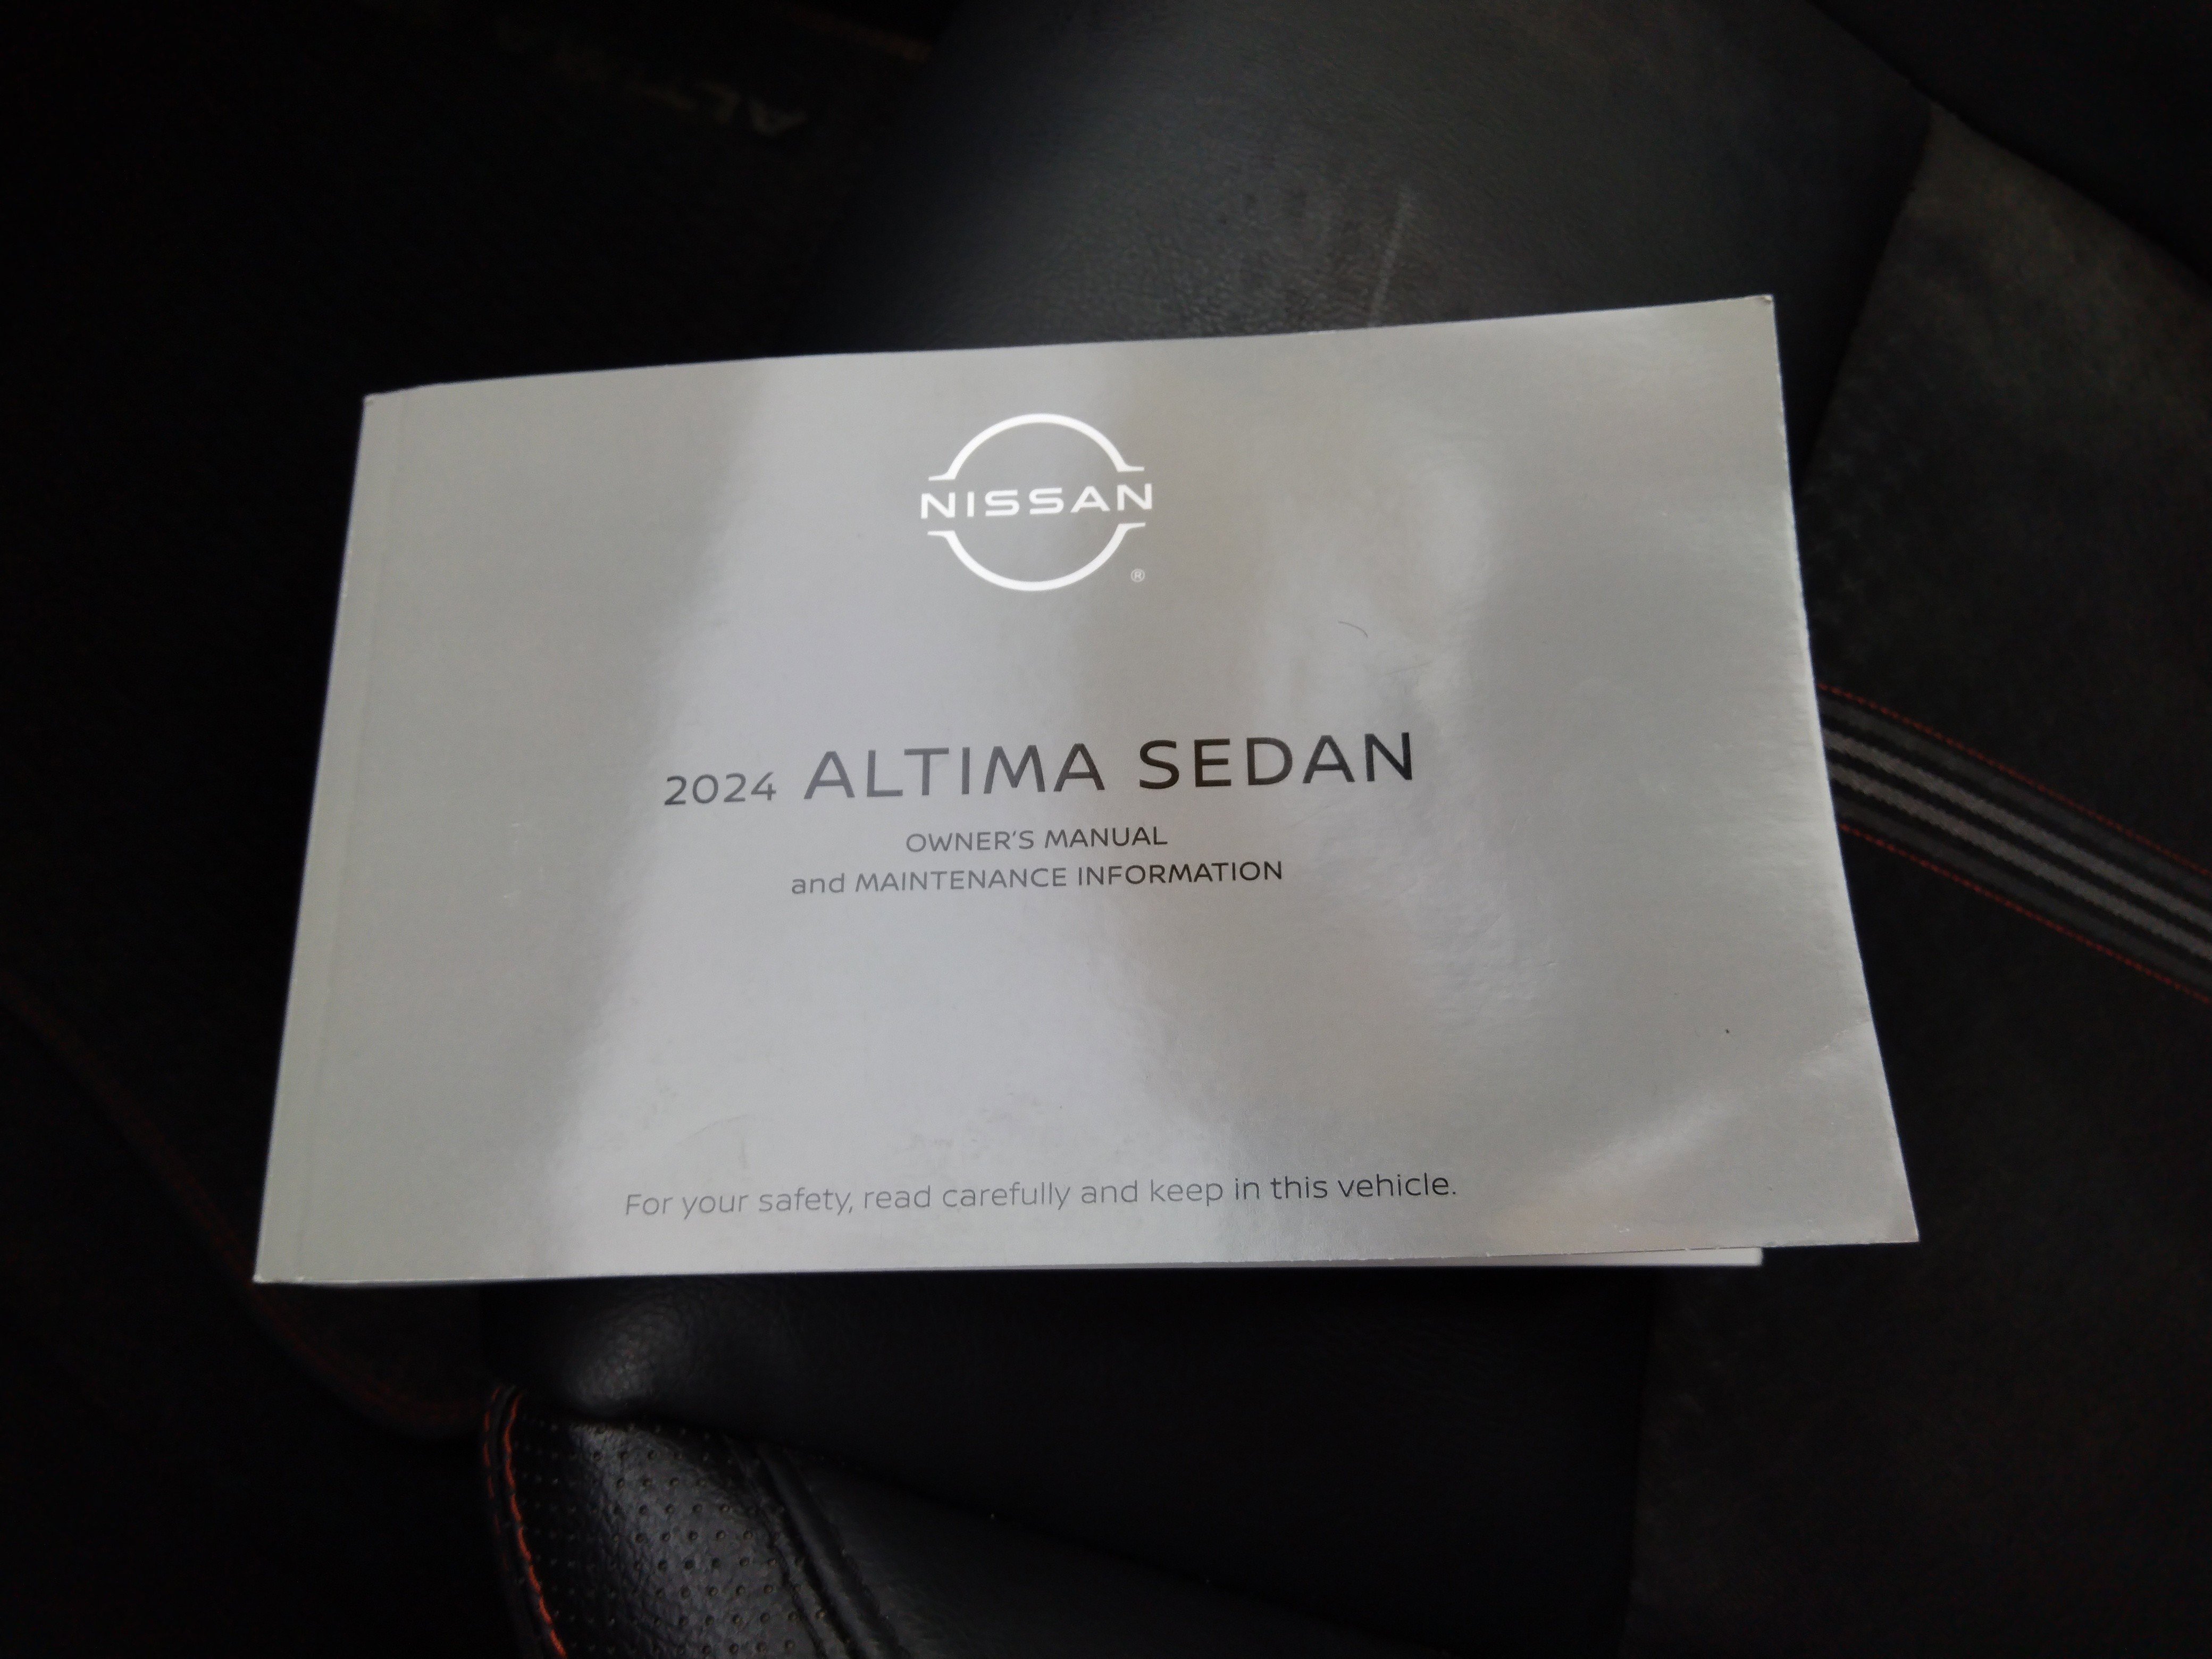 NISSAN
®
2024 ALTIMA SEDAN
OWNER'S MANUAL
and MAINTENANCE INFORMATION
For your safety, read carefully and keep in this vehicle.